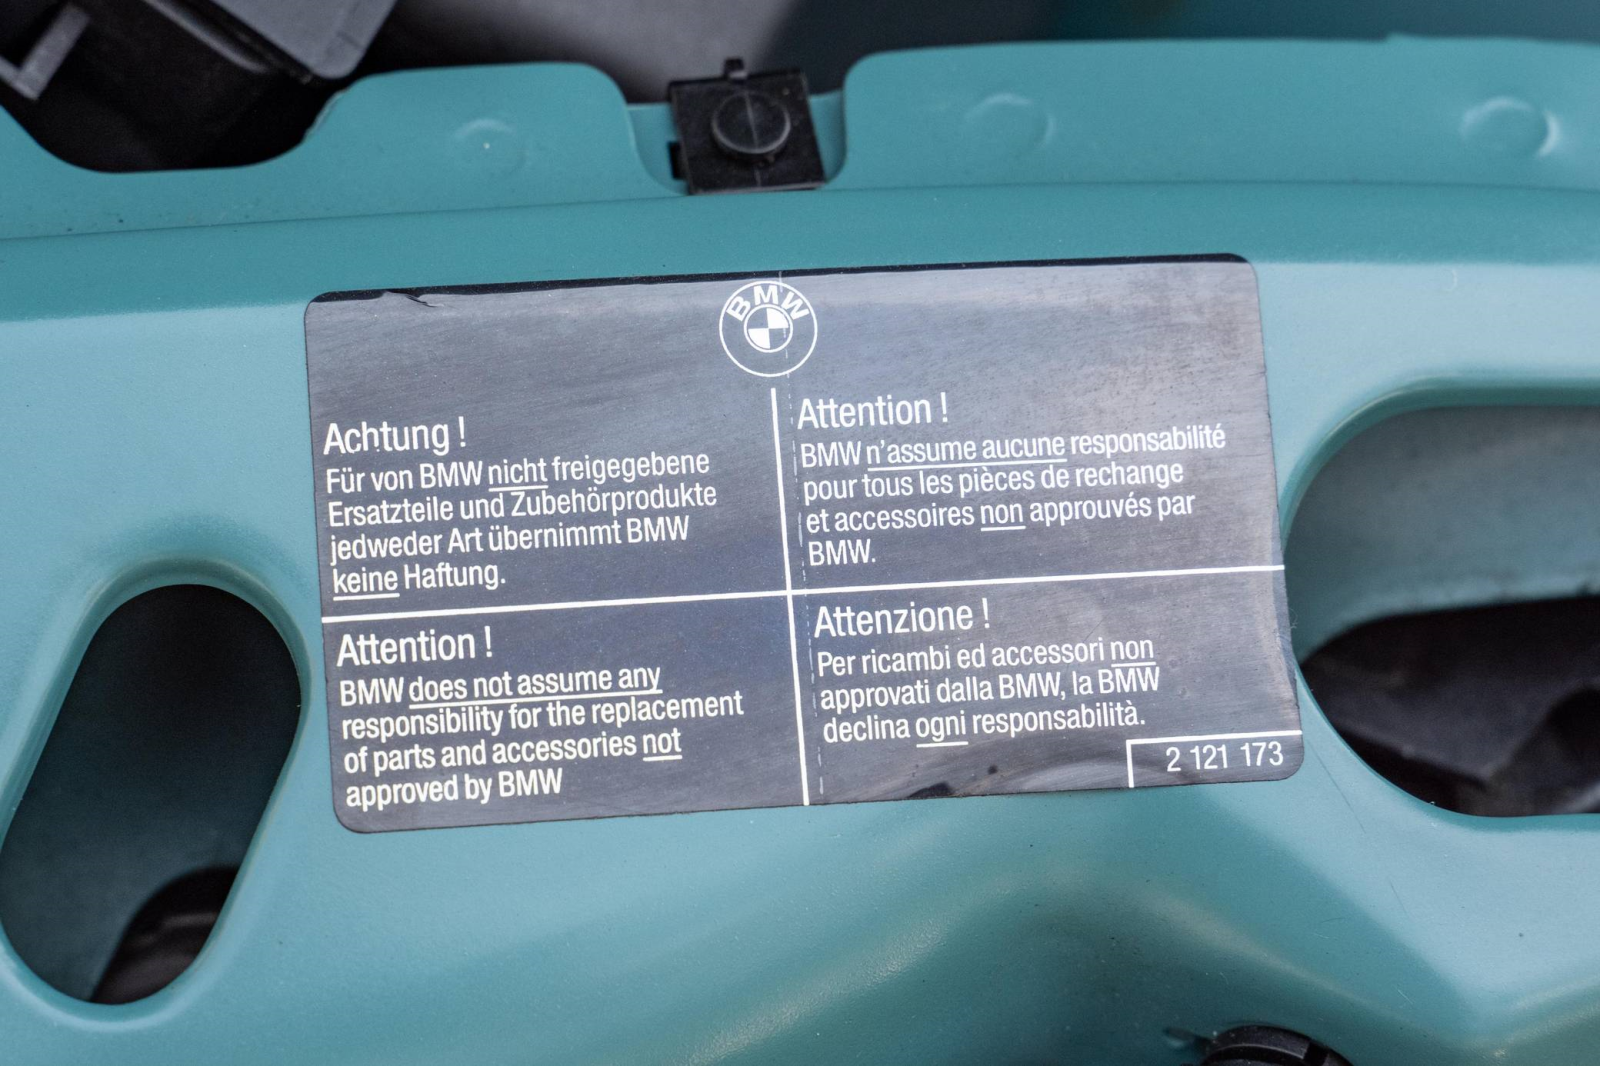 BMW
Achtung !
Für von BMW nicht freigegebene
Ersatzteile und Zubehörprodukte
jedweder Art übernimmt BMW
keine Haftung.
Attention !
BMW n'assume aucune responsabilité
pour tous les pièces de rechange
et accessoires non approuvés par
BMW.
Attention !
BMW does not assume any
responsibility for the replacement
of parts and accessories not
approved by BMW
Attenzione !
Per ricambi ed accessori non
approvati dalla BMW, la BMW
declina ogni responsabilità.
2 121 173